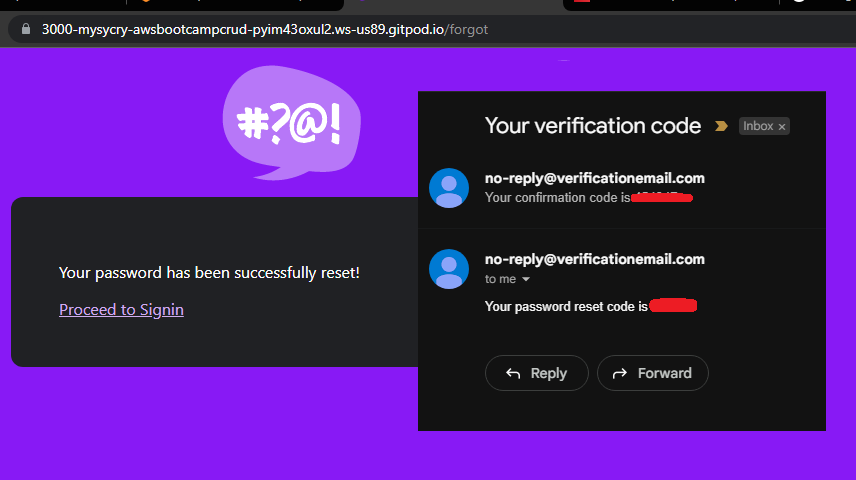 3000-mysycry-awsbootcampcrud-pyim43oxul2.ws-us89.gitpod.io/forgot
#?@!
Your password has been successfully reset!
Proceed to Signin
Your verification code
Inbox ×
no-reply@verificationemail.com
Your confirmation code is
no-reply@verificationemail.com
to me
Your password reset code is
Reply
Forward